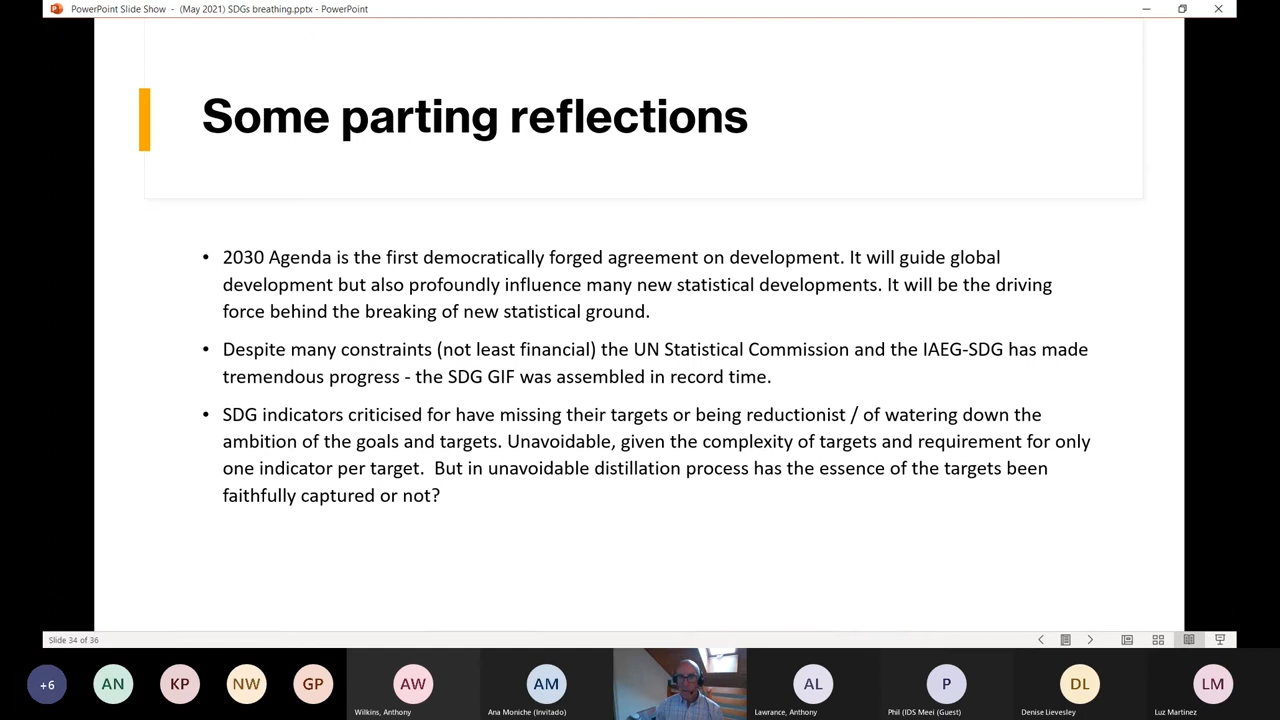 PowerPoint Slide Show - (May 2021) SDGs breathing.pptx - PowerPoint
Some parting reflections
• 2030 Agenda is the first democratically forged agreement on development. It will guide global
development but also profoundly influence many new statistical developments. It will be the driving
force behind the breaking of new statistical ground.
• Despite many constraints (not least financial) the UN Statistical Commission and the IAEG-SDG has made
tremendous progress - the SDG GIF was assembled in record time.
• SDG indicators criticised for have missing their targets or being reductionist / of watering down the
ambition of the goals and targets. Unavoidable, given the complexity of targets and requirement for only
one indicator per target. But in unavoidable distillation process has the essence of the targets been
faithfully captured or not?
Slide 34 of 36
+6 AN KP NW GP AW AM AL P DL LM
Wilkins, Anthony Ana Moniche (Invitado) Lawrance, Anthony Phil (IDS Meei (Guest) Denise Lievesley Luz Martinez